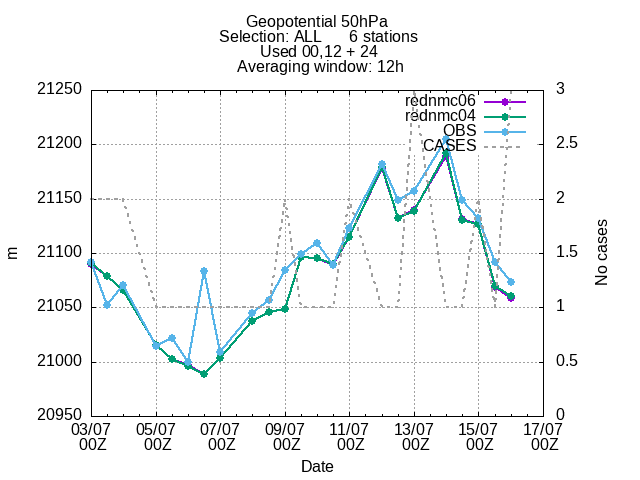 Geopotential 50hPa
Selection: ALL 6 stations
Used 00,12 + 24
Averaging window: 12h
rednmc06
rednmc04
OBS
CASES
21250
21200
21150
21100
21050
21000
20950
m
3
2.5
2
1.5
1
0.5
0
No cases
03/07 05/07 07/07 09/07 11/07 13/07 15/07 17/07
00Z 00Z 00Z 00Z 00Z 00Z 00Z 00Z
Date